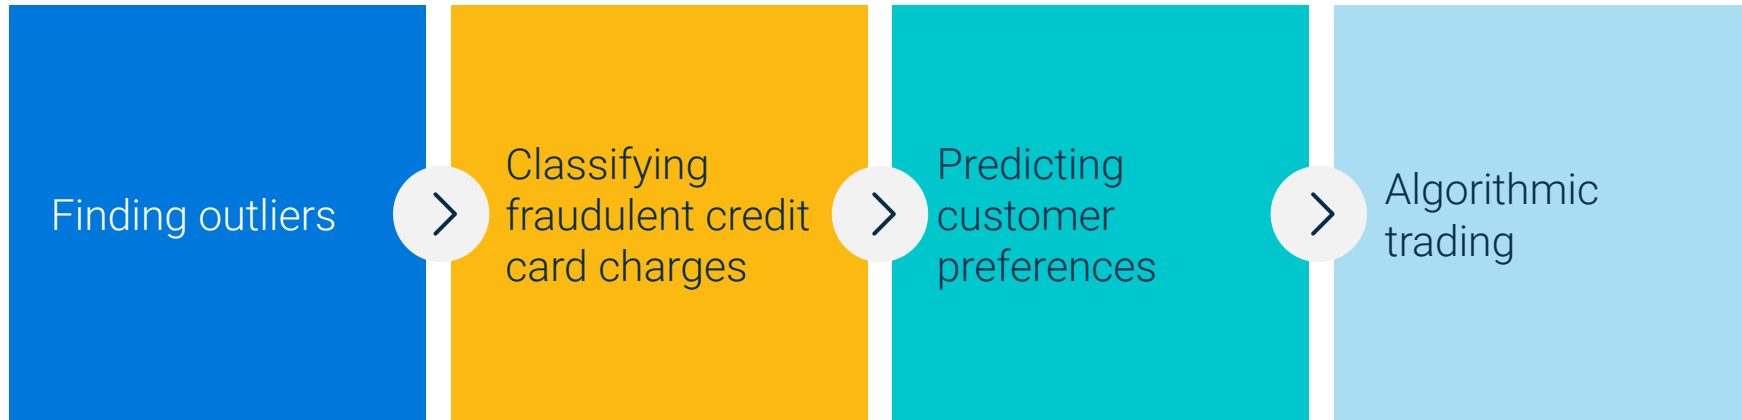 Finding outliers
Classifying
fraudulent credit
card charges
Predicting
customer
preferences
Algorithmic
trading